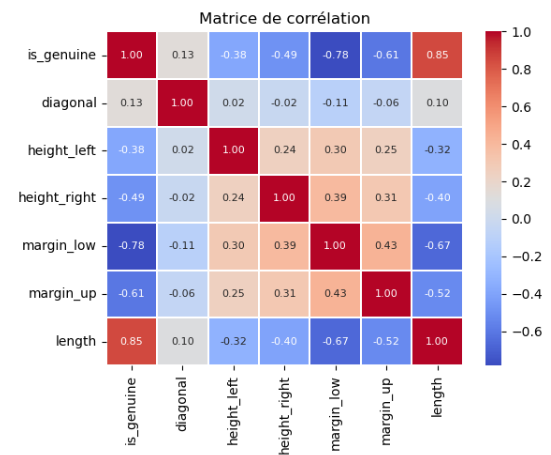 Matrice de corrélation
is_genuine 1.00 0.13 -0.38 -0.49 -0.78 -0.61 0.85
diagonal 0.13 1.00 0.02 -0.02 -0.11 -0.06 0.10
height_left -0.38 0.02 1.00 0.24 0.30 0.25 -0.32
height_right -0.49 -0.02 0.24 1.00 0.39 0.31 -0.40
margin_low -0.78 -0.11 0.30 0.39 1.00 0.43 -0.67
margin_up -0.61 -0.06 0.25 0.31 0.43 1.00 -0.52
length 0.85 0.10 -0.32 -0.40 -0.67 -0.52 1.00
is_genuine
diagonal
height_left
height_right
margin_low
margin_up
length
1.0
0.8
0.6
0.4
0.2
0.0
−0.2
−0.4
−0.6